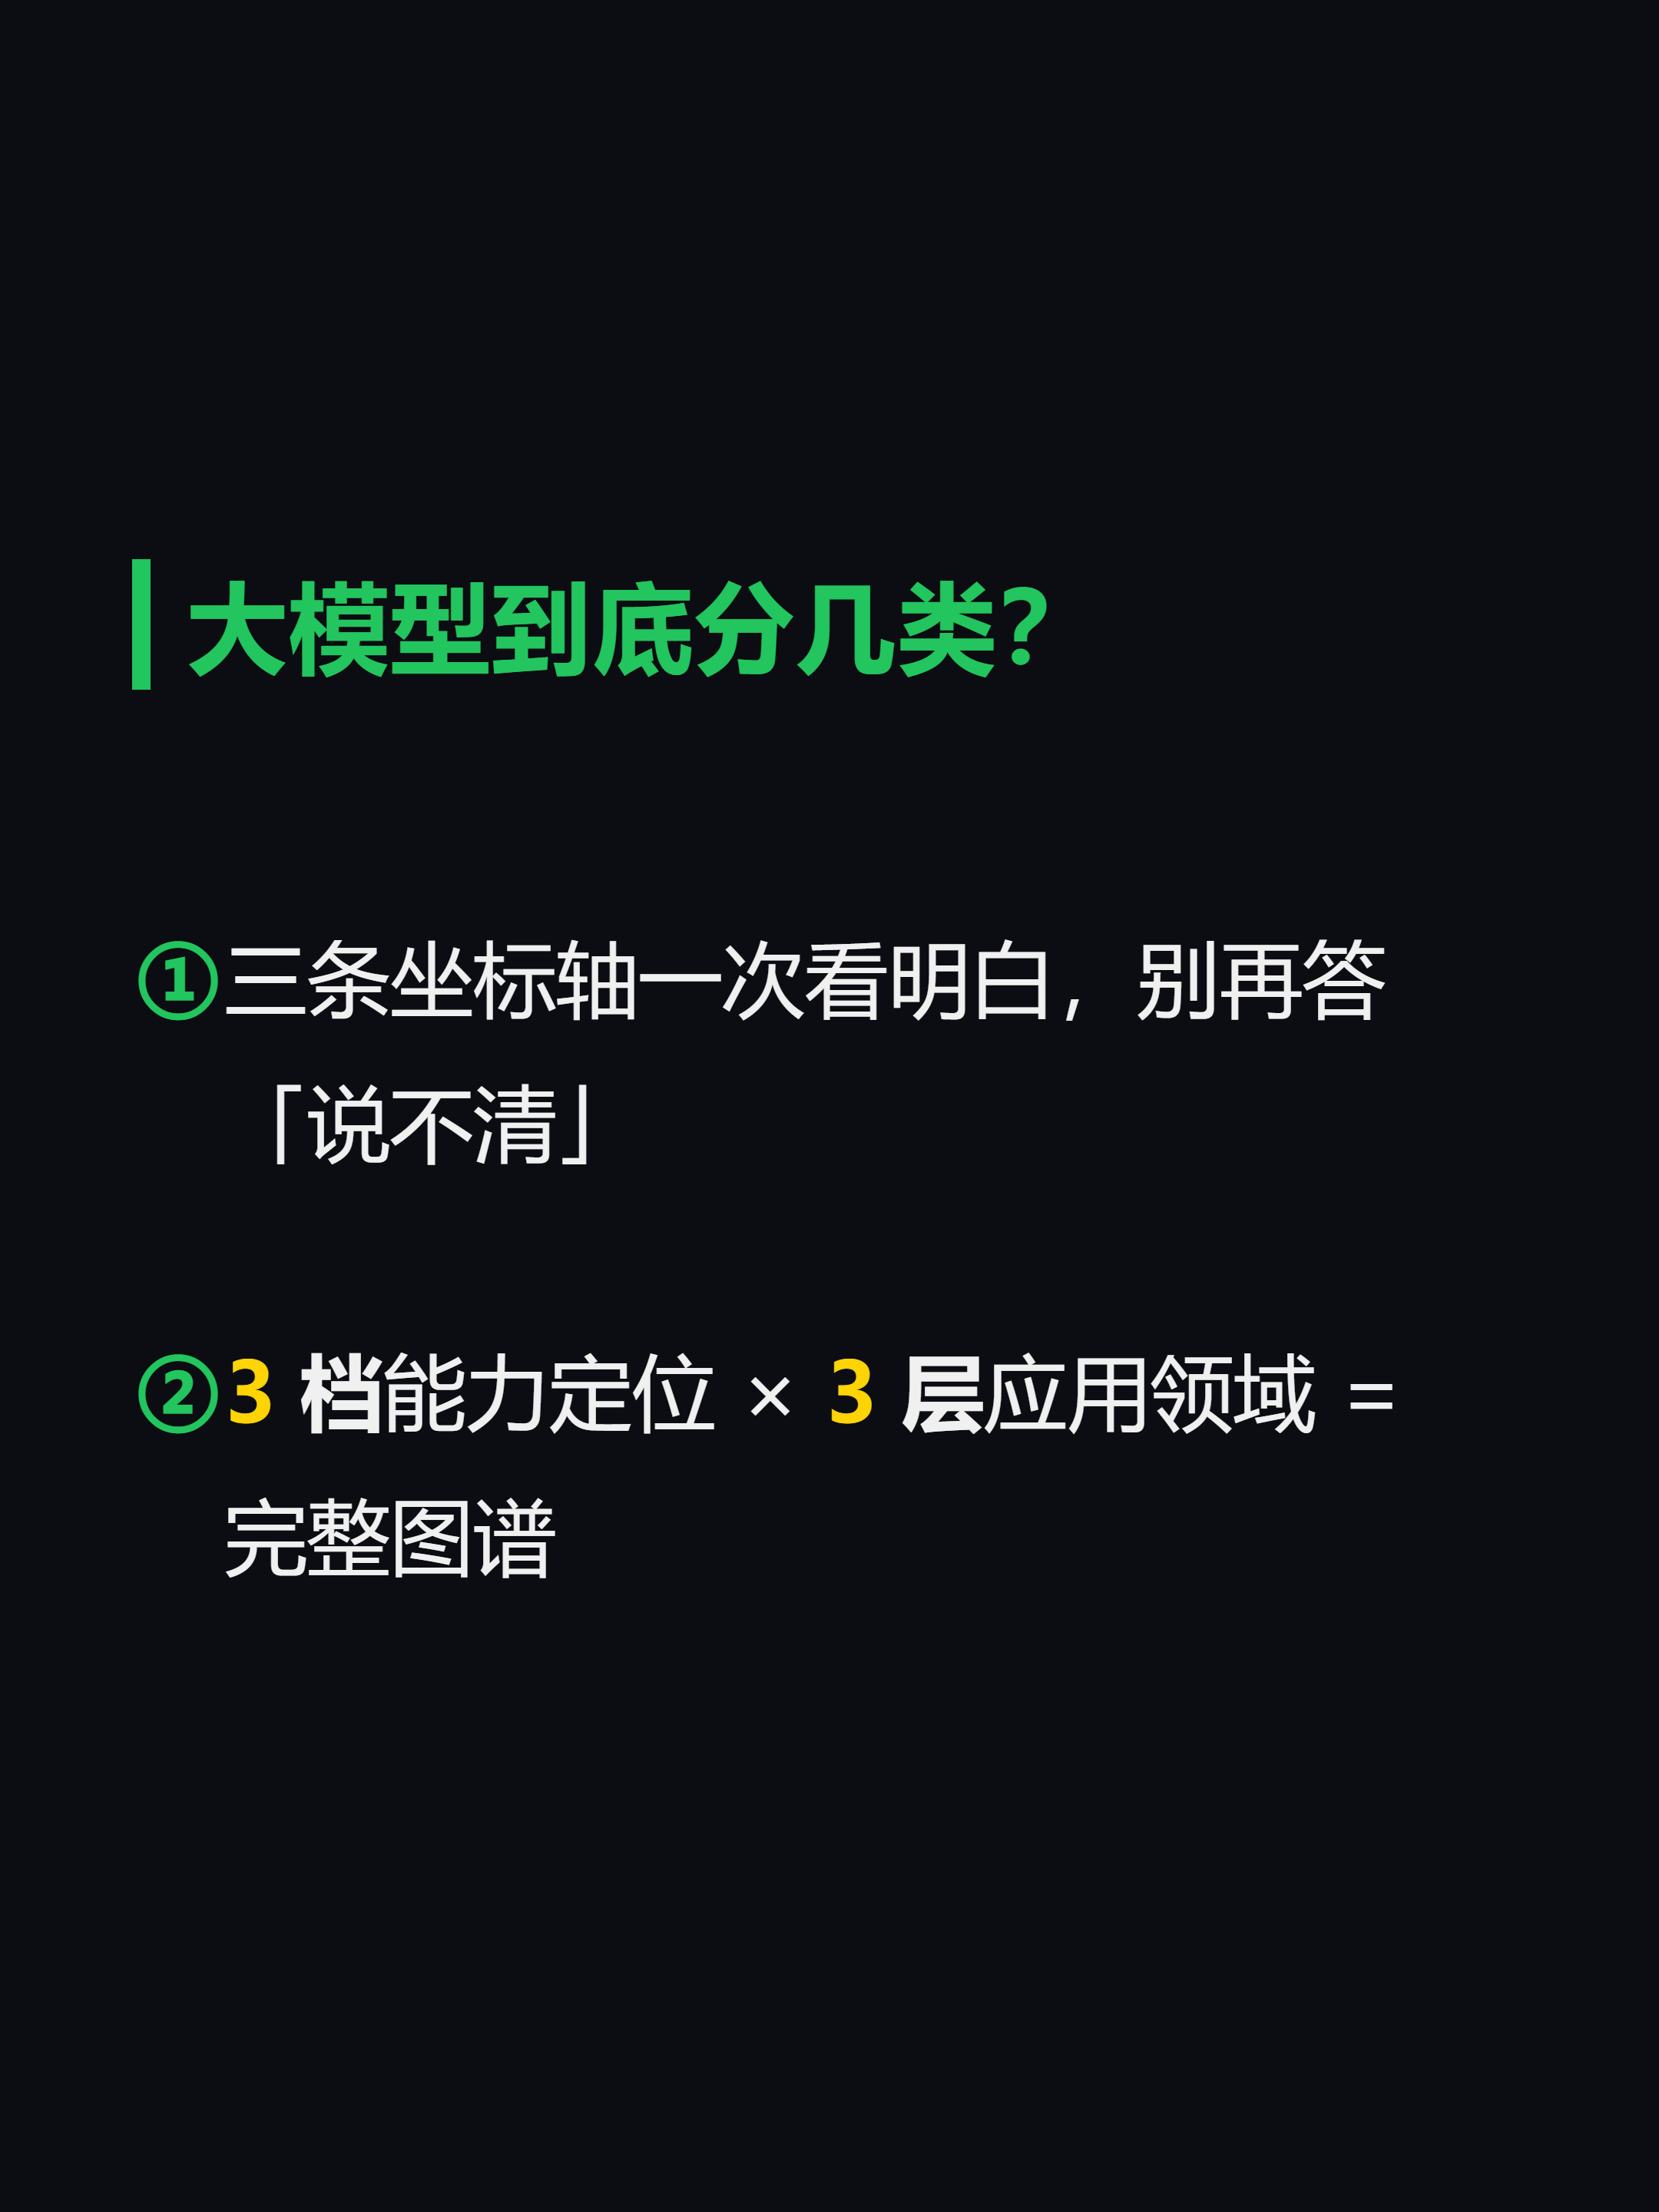 大模型到底分几类？
①三条坐标轴一次看明白，别再答
「说不清」
②3 档能力定位 × 3 层应用领域 =
完整图谱